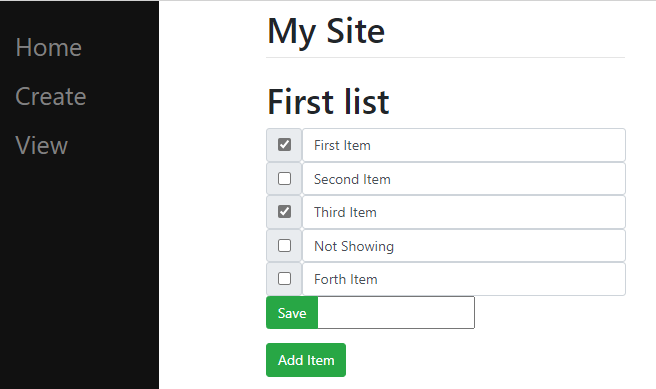 Home
Create
View
My Site
First list
First Item
Second Item
Third Item
Not Showing
Forth Item
Save
Add Item